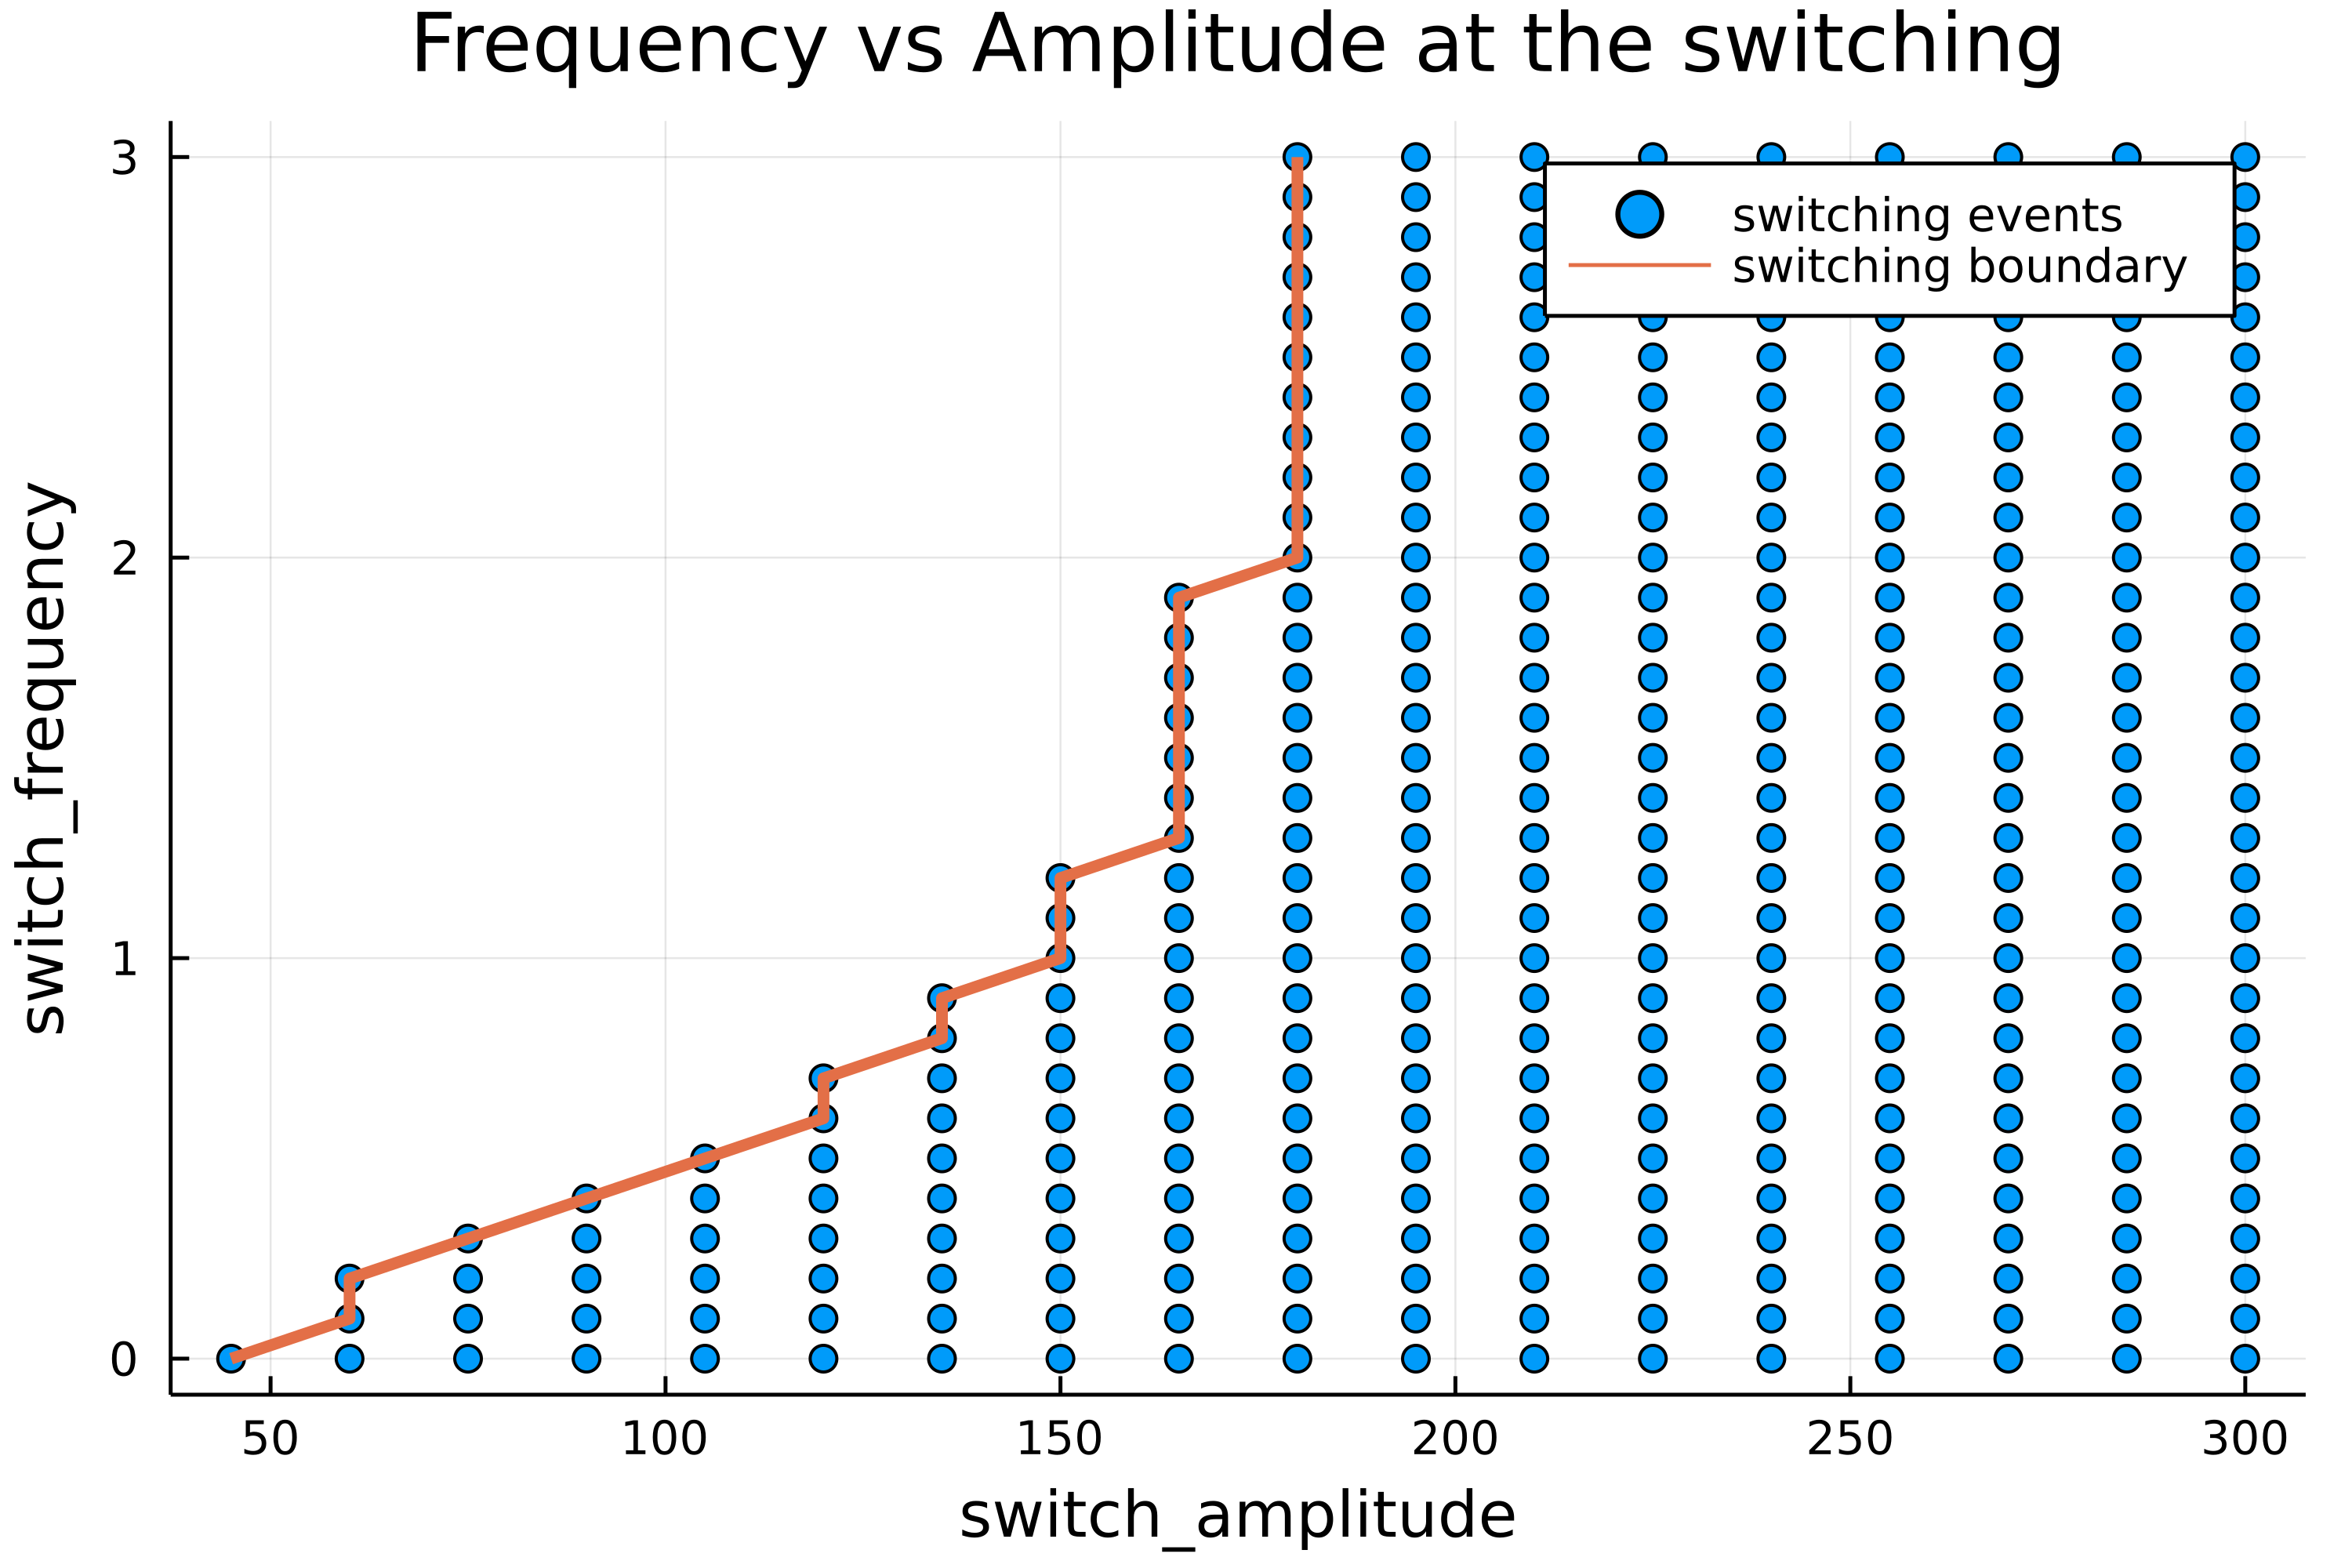 Frequency vs Amplitude at the switching
switch_frequency
3
2
1
0
switching events
switching boundary
50 100 150 200 250 300
switch_amplitude